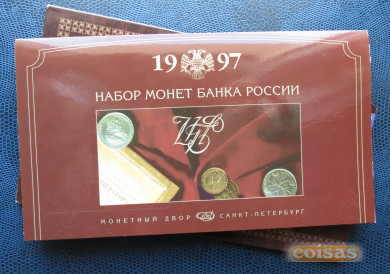 19 97
НАБОР МОНЕТ БАНКА РОССИИ
МОНЕТНЫЙ ДВОР САНКТ-ПЕТЕРБУРГ
coisas